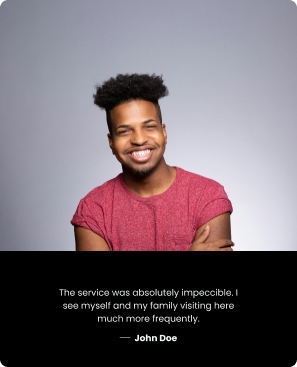 The service was absolutely impeccible. I
see myself and my family visiting here
much more frequently.
— John Doe